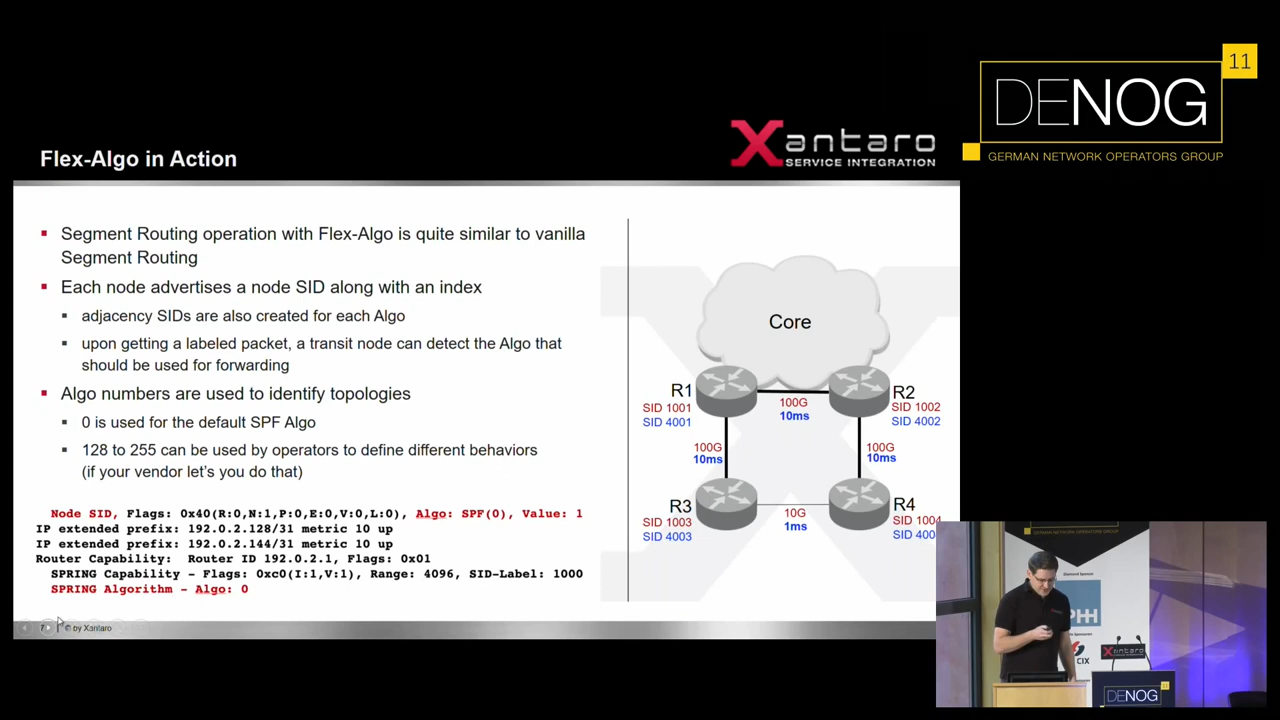 Flex-Algo in Action
Xantaro
SERVICE INTEGRATION
11
DENOG
GERMAN NETWORK OPERATORS GROUP
Segment Routing operation with Flex-Algo is quite similar to vanilla
Segment Routing
Each node advertises a node SID along with an index
adjacency SIDs are also created for each Algo
upon getting a labeled packet, a transit node can detect the Algo that
should be used for forwarding
Algo numbers are used to identify topologies
0 is used for the default SPF Algo
128 to 255 can be used by operators to define different behaviors
(if your vendor let's you do that)
Node SID, Flags: 0x40(R:0,N:1,P:0,E:0,V:0,L:0), Algo: SPF(0), Value: 1
IP extended prefix: 192.0.2.128/31 metric 10 up
IP extended prefix: 192.0.2.144/31 metric 10 up
Router Capability: Router ID 192.0.2.1, Flags: 0x01
SPRING Capability - Flags: 0xc0(I:1,V:1), Range: 4096, SID-Label: 1000
SPRING Algorithm - Algo: 0
7
© by Xantaro
Core
R1
SID 1001
SID 4001
100G
10ms
R2
SID 1002
SID 4002
100G
10ms
100G
10ms
R3
SID 1003
SID 4003
10G
1ms
R4
SID 1004
SID 400
Diamond Sponsor
CIX
Xantaro
DENOG
11